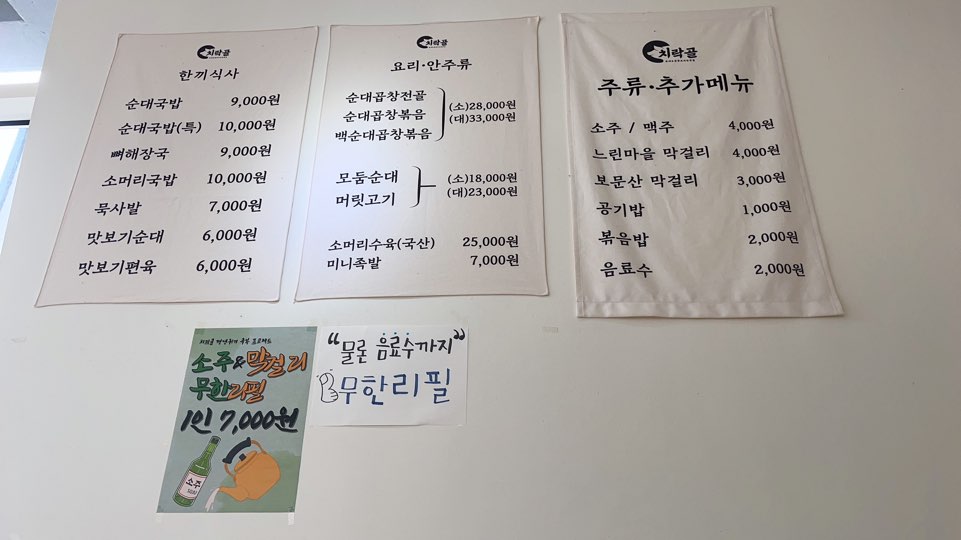 치락골
한끼식사
순대국밥 9,000원
순대국밥(특) 10,000원
뼈해장국 9,000원
소머리국밥 10,000원
묵사발 7,000원
맛보기순대 6,000원
맛보기편육 6,000원
치락골
요리·안주류
순대곱창전골
순대곱창볶음
백순대곱창볶음
(소)28,000원
(대)33,000원
모둠순대
머릿고기
(소)18,000원
(대)23,000원
소머리수육(국산) 25,000원
미니족발 7,000원
치락골
주류·추가메뉴
소주 / 맥주 4,000원
느린마을 막걸리 4,000원
보문산 막걸리 3,000원
공기밥 1,000원
볶음밥 2,000원
음료수 2,000원
소주&막걸리
무한리필
1인 7,000원
소주
"물론 음료수까지"
무한리필